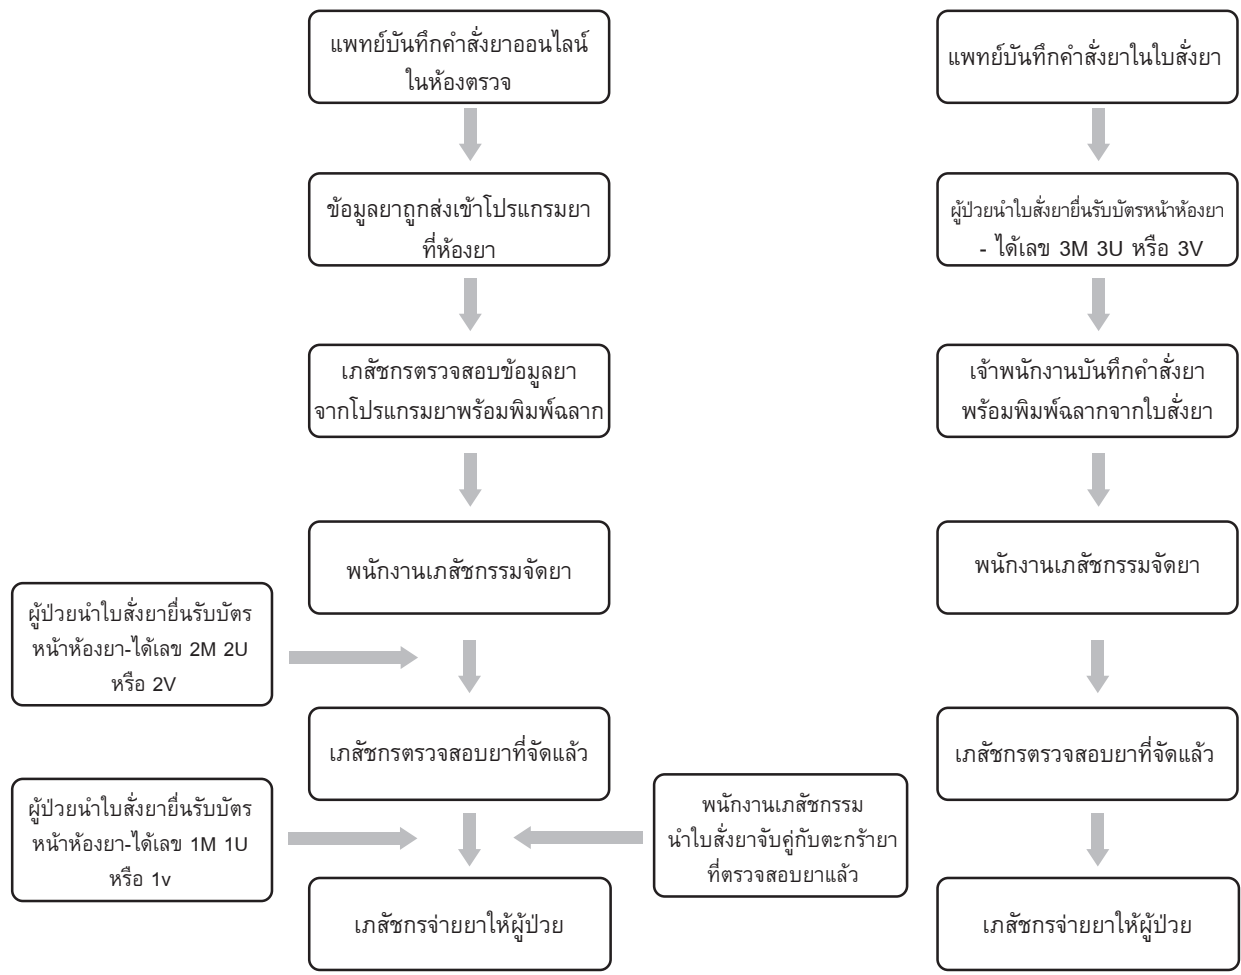 แพทย์บันทึกคำสั่งยาออนไลน์
ในห้องตรวจ
ข้อมูลยาถูกส่งเข้าโปรแกรมยา
ที่ห้องยา
เภสัชกรตรวจสอบข้อมูลยา
จากโปรแกรมยาพร้อมพิมพ์ฉลาก
พนักงานเภสัชกรรมจัดยา
ผู้ป่วยนำใบสั่งยายื่นรับบัตร
หน้าห้องยา-ได้เลข 2M 2U
หรือ 2V
เภสัชกรตรวจสอบยาที่จัดแล้ว
ผู้ป่วยนำใบสั่งยายื่นรับบัตร
หน้าห้องยา-ได้เลข 1M 1U
หรือ 1v
พนักงานเภสัชกรรม
นำใบสั่งยาจับคู่กับตะกร้ายา
ที่ตรวจสอบยาแล้ว
เภสัชกรจ่ายยาให้ผู้ป่วย
แพทย์บันทึกคำสั่งยาในใบสั่งยา
ผู้ป่วยนำใบสั่งยายื่นรับบัตรหน้าห้องยา
- ได้เลข 3M 3U หรือ 3V
เจ้าพนักงานบันทึกคำสั่งยา
พร้อมพิมพ์ฉลากจากใบสั่งยา
พนักงานเภสัชกรรมจัดยา
เภสัชกรตรวจสอบยาที่จัดแล้ว
เภสัชกรจ่ายยาให้ผู้ป่วย